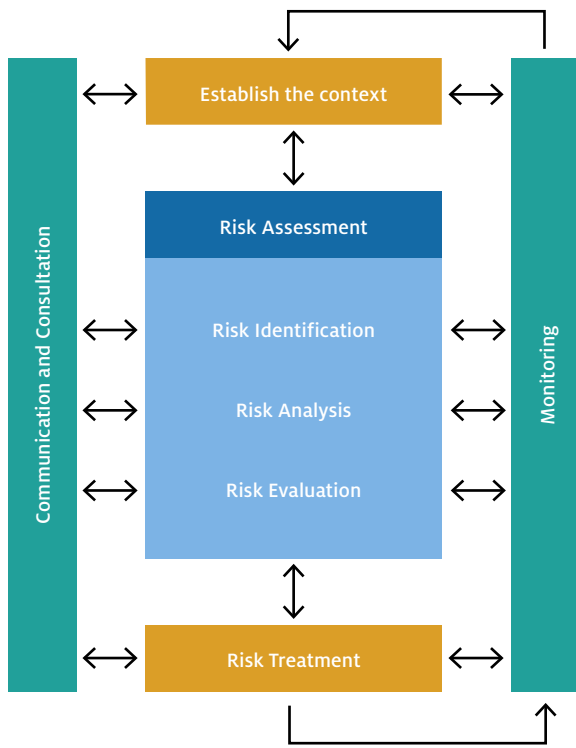 Establish the context
Risk Assessment
Communication and Consultation
Risk Identification
Risk Analysis
Risk Evaluation
Monitoring
Risk Treatment